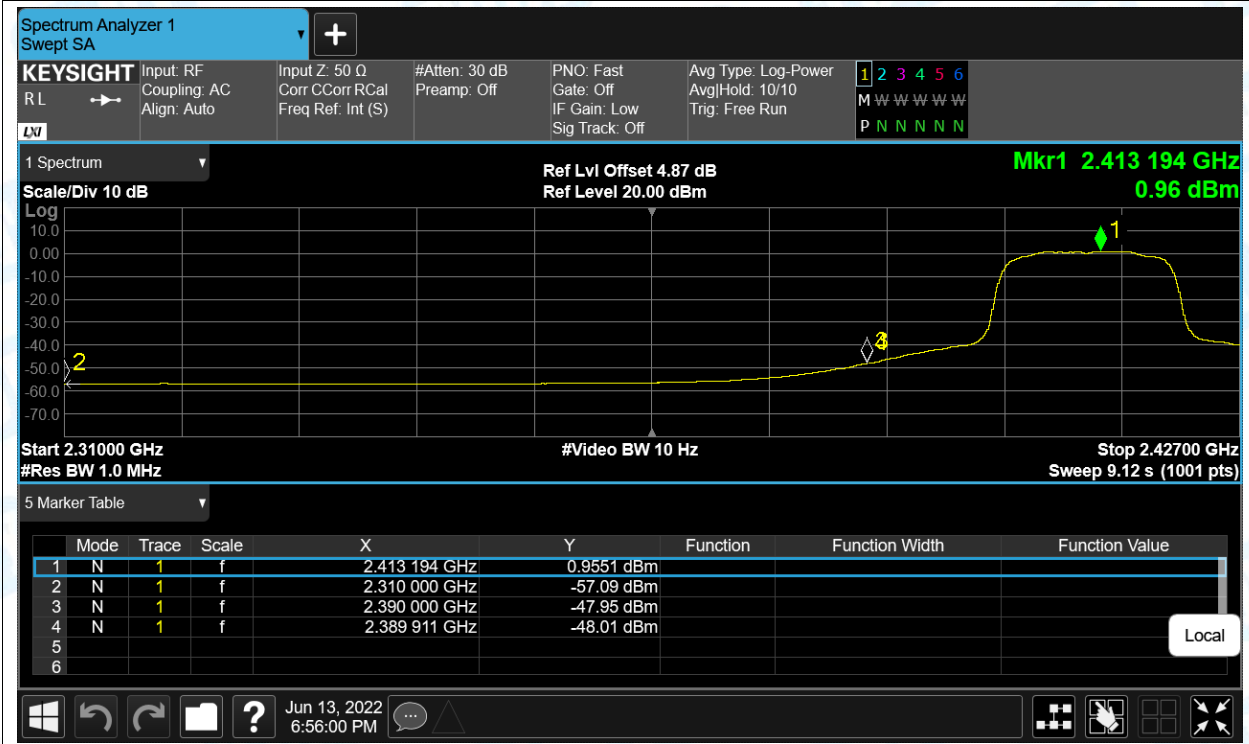 Spectrum Analyzer 1
Swept SA
+
KEYSIGHT
R L
LXI
Input: RF
Coupling: AC
Align: Auto
Input Z: 50 Ω
Corr CCorr RCal
Freq Ref: Int (S)
#Atten: 30 dB
Preamp: Off
PNO: Fast
Gate: Off
IF Gain: Low
Sig Track: Off
Avg Type: Log-Power
Avg|Hold: 10/10
Trig: Free Run
1 2 3 4 5 6
M W W W W W
P N N N N N
1 Spectrum
Scale/Div 10 dB
Ref Lvl Offset 4.87 dB
Ref Level 20.00 dBm
Mkr1 2.413 194 GHz
0.96 dBm
Log
10.0
0.00
-10.0
-20.0
-30.0
-40.0
-50.0
-60.0
-70.0
1
2
Start 2.31000 GHz
#Video BW 10 Hz
Stop 2.42700 GHz
#Res BW 1.0 MHz
Sweep 9.12 s (1001 pts)
5 Marker Table
Mode Trace Scale X Y Function Function Width Function Value
1 N 1 f 2.413 194 GHz 0.9551 dBm
2 N 1 f 2.310 000 GHz -57.09 dBm
3 N 1 f 2.390 000 GHz -47.95 dBm
4 N 1 f 2.389 911 GHz -48.01 dBm
5
6
Local
?
Jun 13, 2022
6:56:00 PM